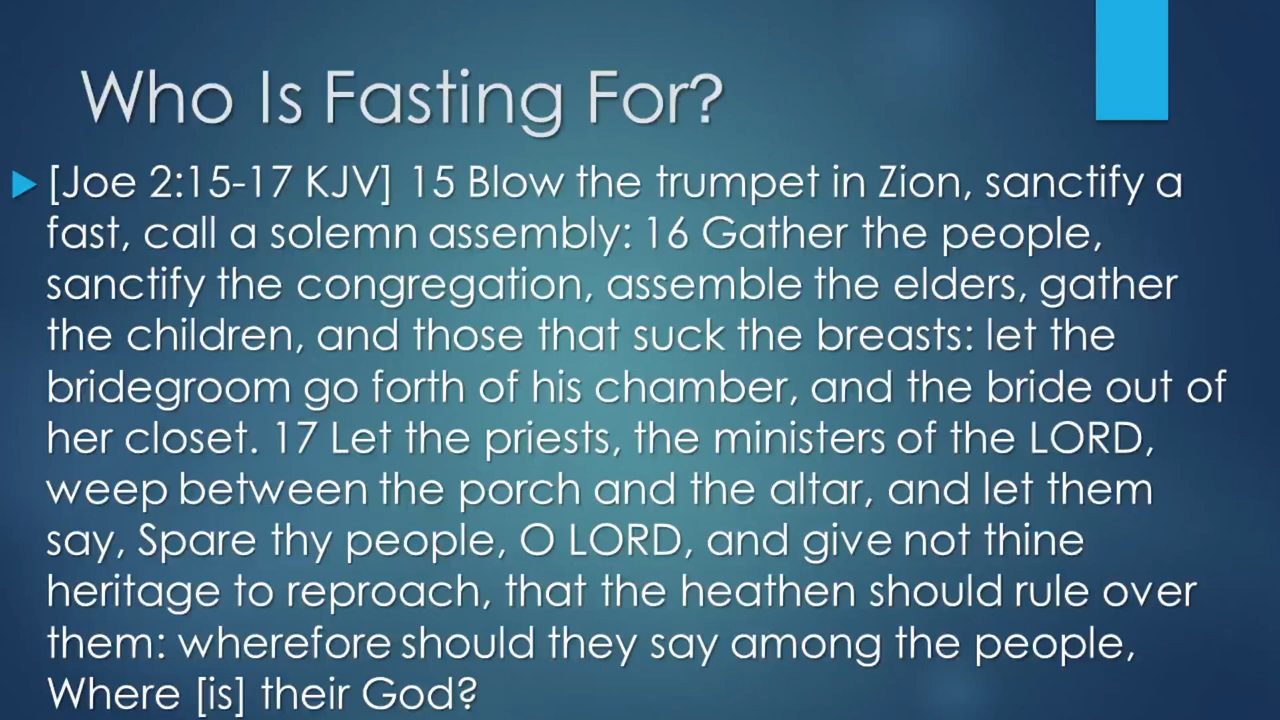 Who Is Fasting For?
[Joe 2:15-17 KJV] 15 Blow the trumpet in Zion, sanctify a
fast, call a solemn assembly: 16 Gather the people,
sanctify the congregation, assemble the elders, gather
the children, and those that suck the breasts: let the
bridegroom go forth of his chamber, and the bride out of
her closet. 17 Let the priests, the ministers of the LORD,
weep between the porch and the altar, and let them
say, Spare thy people, O LORD, and give not thine
heritage to reproach, that the heathen should rule over
them: wherefore should they say among the people,
Where [is] their God?